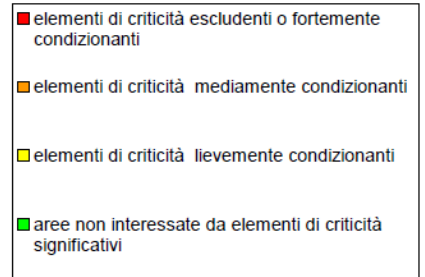 elementi di criticità escludenti o fortemente
condizionanti
elementi di criticità mediamente condizionanti
elementi di criticità lievemente condizionanti
aree non interessate da elementi di criticità
significativi